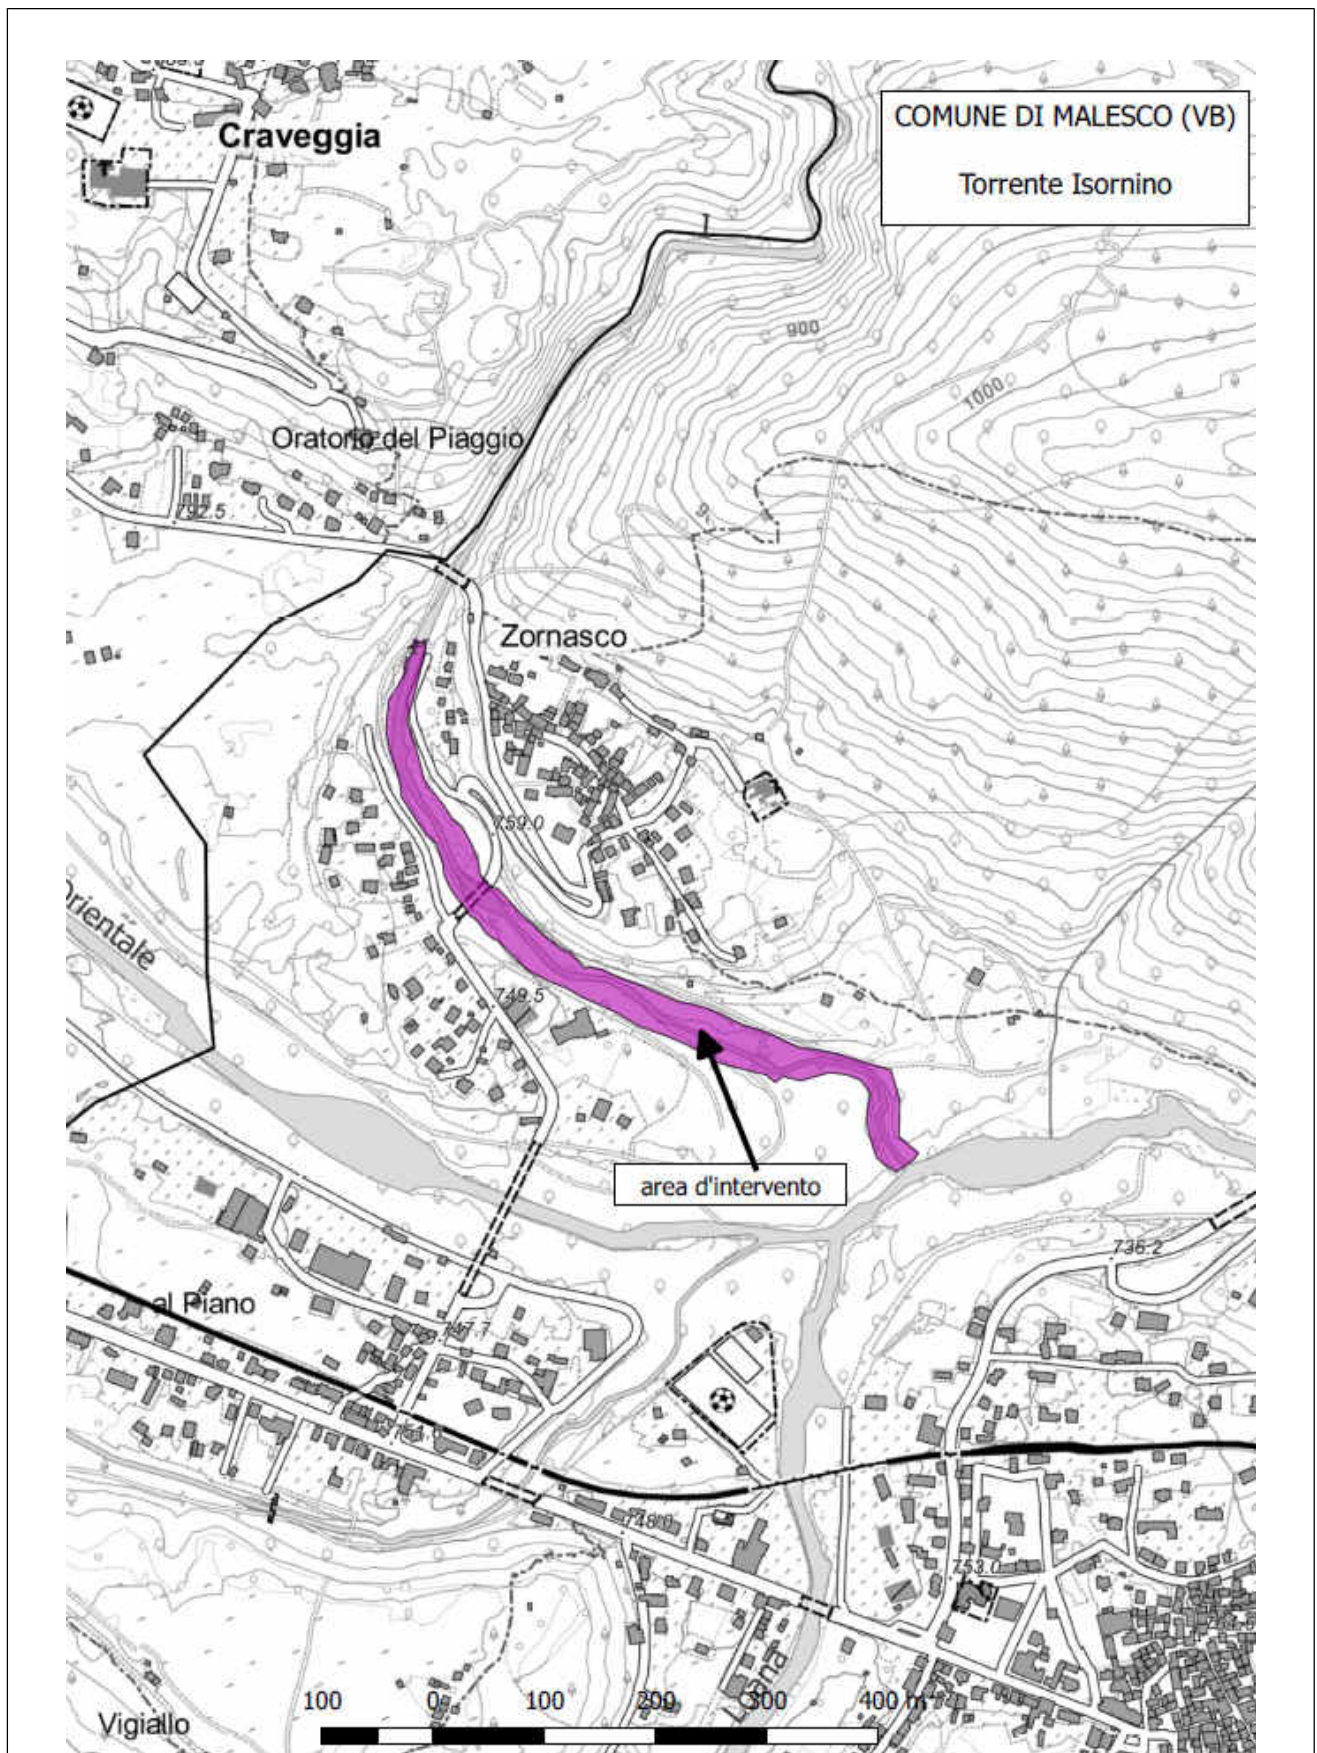 COMUNE DI MALESCO (VB)
Torrente Isornino
Craveggia
900
1000
Oratorio del Piaggio
792.5
Zornasco
759.0
Orientale
749.5
area d'intervento
736.2
al Piano
747.7
748.0
753.0
100 0 100 200 300 400 m
Vigiallo